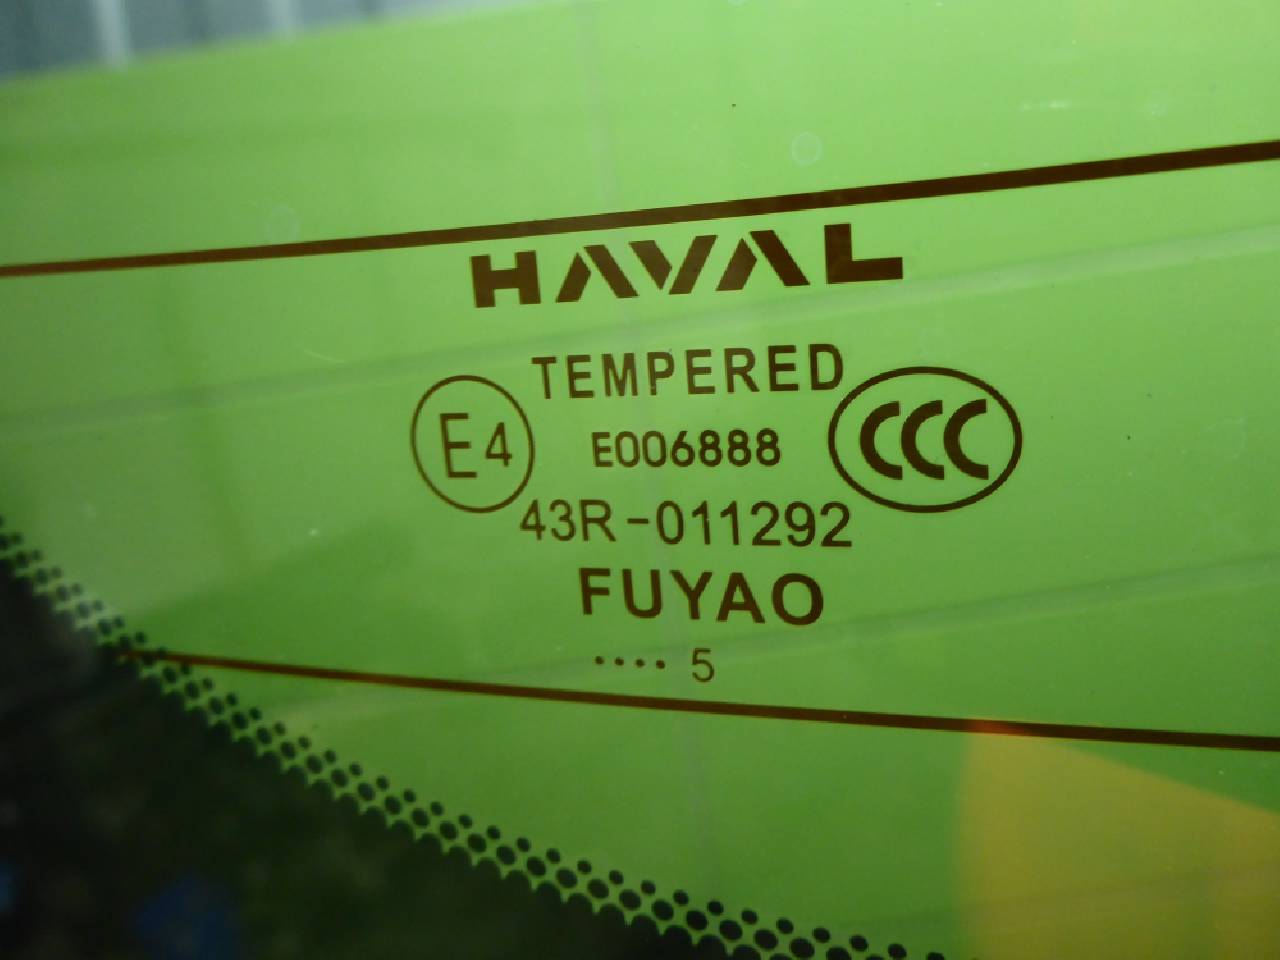 HAVAL
TEMPERED
E4 E006888 CCC
43R-011292
FUYAO
.... 5